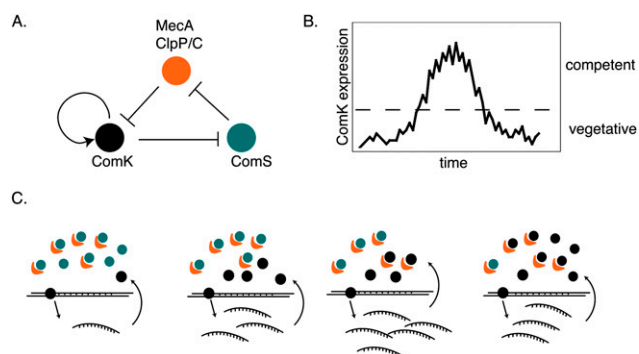 A.
MecA
ClpP/C
ComK
ComS
B.
ComK expression
competent
vegetative
time
C.